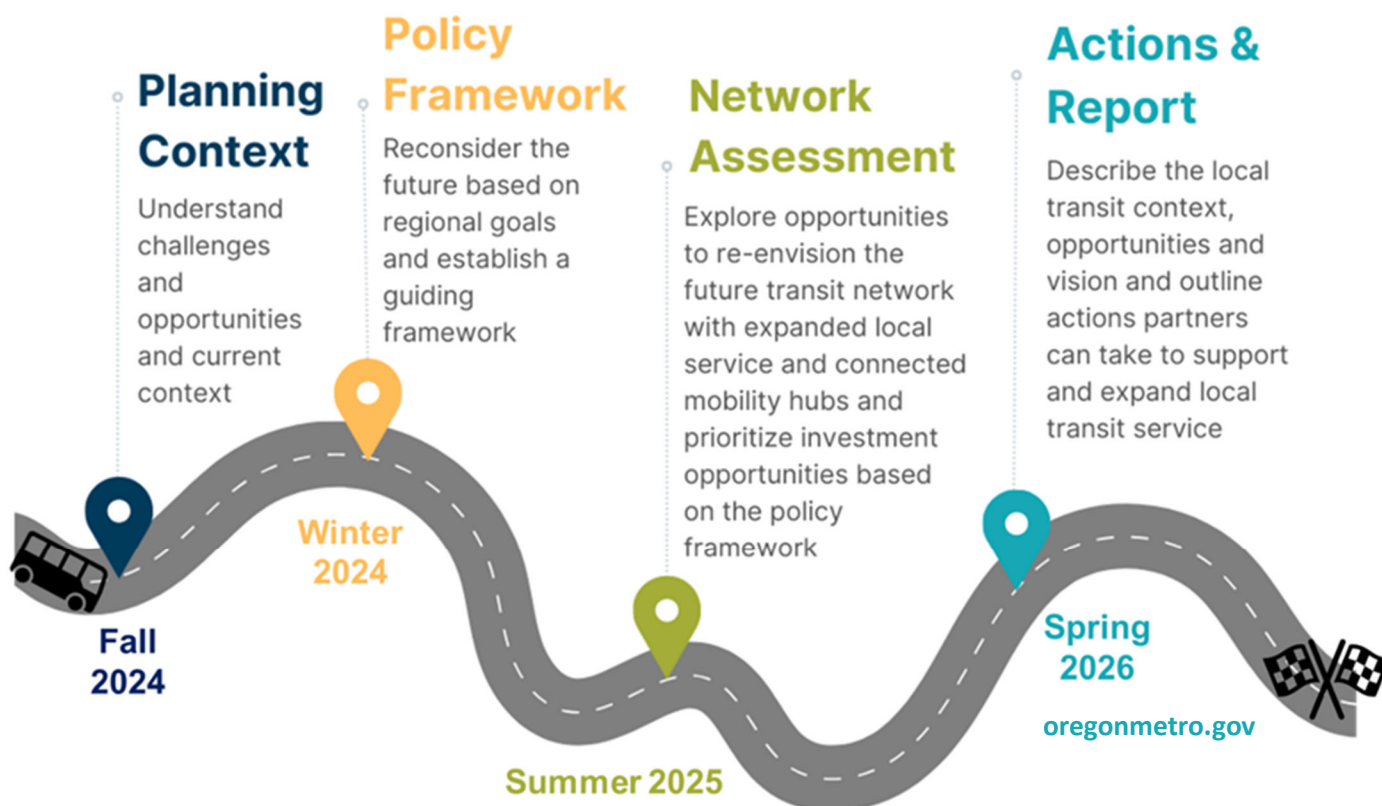 Planning
Context
Understand
challenges
and
opportunities
and current
context
Fall
2024
Policy
Framework
Reconsider the
future based on
regional goals
and establish a
guiding
framework
Winter
2024
Network
Assessment
Explore opportunities
to re-envision the
future transit network
with expanded local
service and connected
mobility hubs and
prioritize investment
opportunities based
on the policy
framework
Summer 2025
Actions &
Report
Describe the local
transit context,
opportunities and
vision and outline
actions partners
can take to support
and expand local
transit service
Spring
2026
oregonmetro.gov